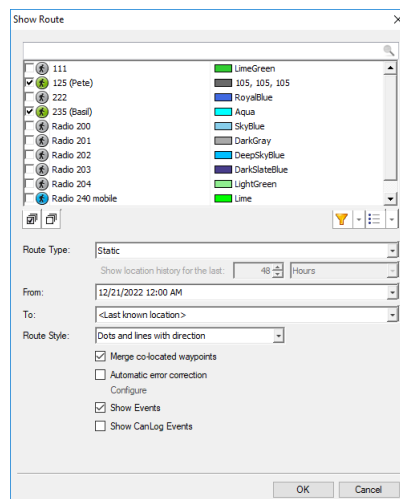 Show Route
111 LimeGreen
125 (Pete) 105, 105, 105
222 RoyalBlue
235 (Basil) Aqua
Radio 200 SkyBlue
Radio 201 DarkGray
Radio 202 DeepSkyBlue
Radio 203 DarkSlateBlue
Radio 204 LightGreen
Radio 240 mobile Lime
Route Type: Static
Show location history for the last: 48 Hours
From: 12/21/2022 12:00 AM
To: <Last known location>
Route Style: Dots and lines with direction
Merge co-located waypoints
Automatic error correction
Configure
Show Events
Show CanLog Events
OK Cancel